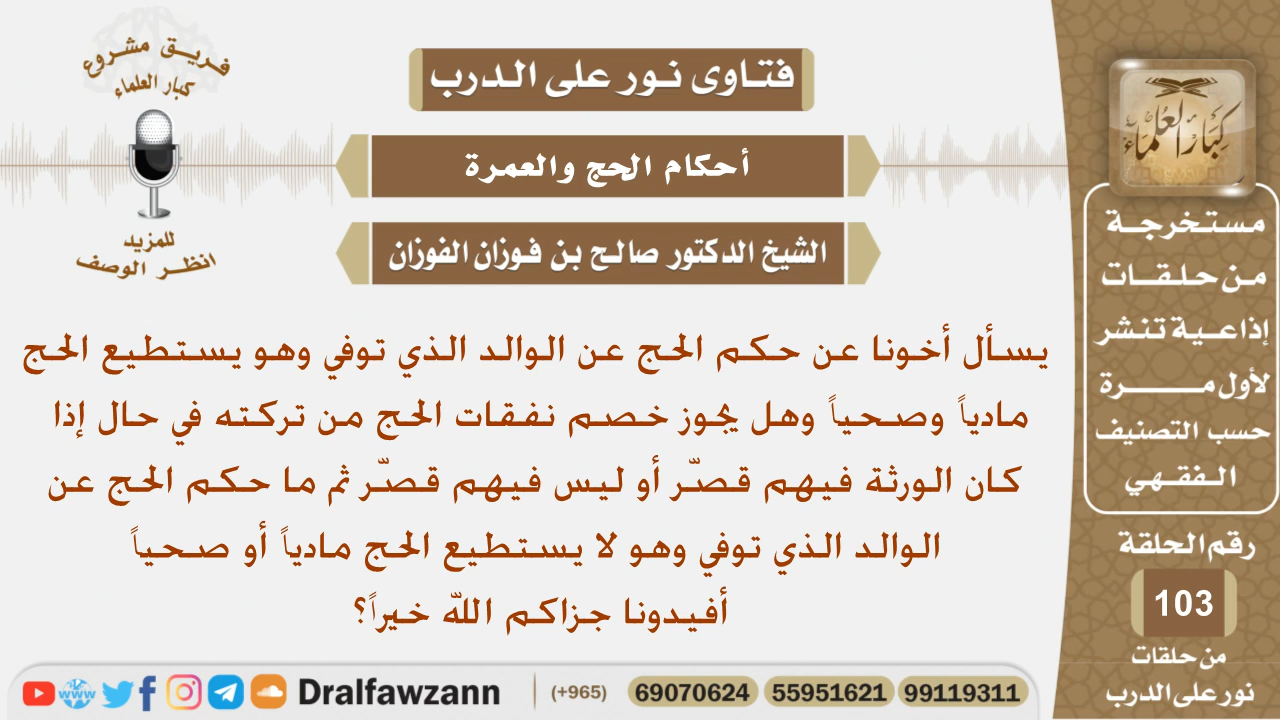 فريق مشروع
كبار العلماء
للمزيد
انظر الوصف
فتاوى نور على الدرب
أحكام الحج والعمرة
الشيخ الدكتور صالح بن فوزان الفوزان
يسأل أخونا عن حكم الحج عن الوالد الذي توفي وهو يستطيع الحج
مادياً وصحياً وهل يجوز خصم نفقات الحج من تركته في حال إذا
كان الورثة فيهم قصّر أو ليس فيهم قصّر ثم ما حكم الحج عن
الوالد الذي توفي وهو لا يستطيع الحج مادياً أو صحياً
أفيدونا جزاكم الله خيراً؟
كبار العلماء
مستخرجة
من حلقات
إذاعية تنشر
لأول مرة
حسب التصنيف
الفقهي
رقم الحلقة
103
من حلقات
نور على الدرب
www Dralfawzann (+965) 69070624 55951621 99119311